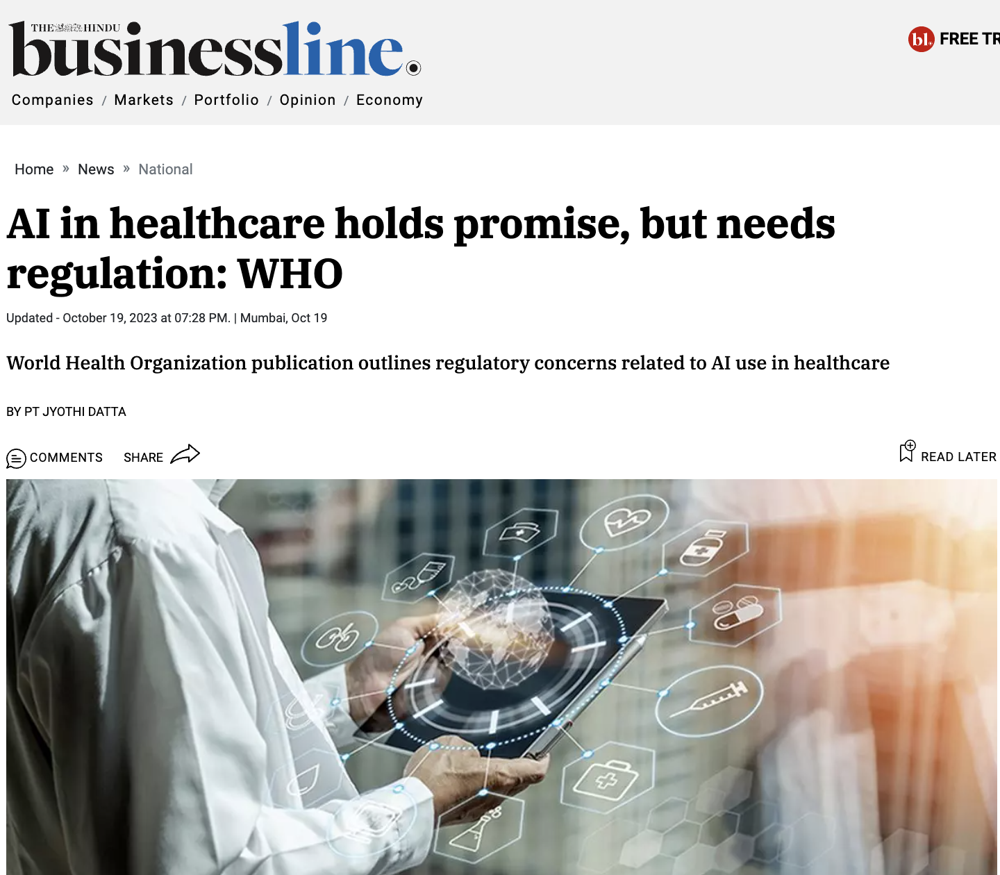 THE HINDU
businessline.
bl. FREE TR
Companies / Markets / Portfolio / Opinion / Economy
Home » News » National
AI in healthcare holds promise, but needs
regulation: WHO
Updated - October 19, 2023 at 07:28 PM. | Mumbai, Oct 19
World Health Organization publication outlines regulatory concerns related to AI use in healthcare
BY PT JYOTHI DATTA
COMMENTS SHARE READ LATER